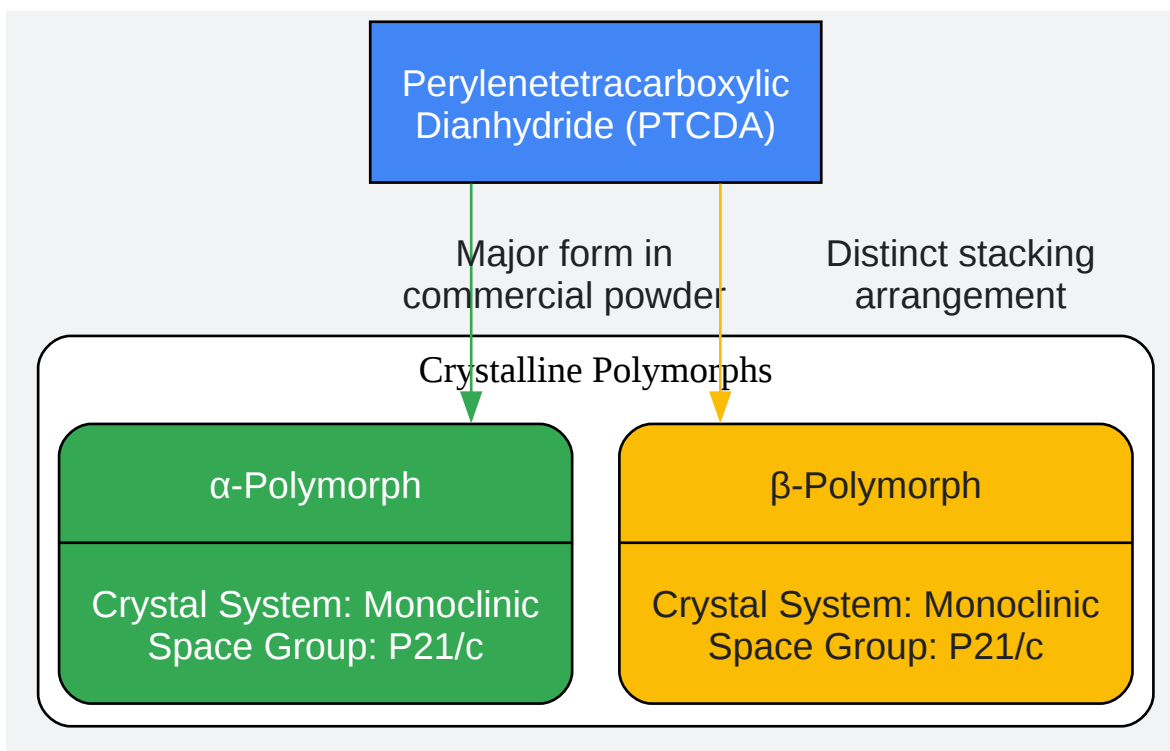 Perylenetetracarboxylic
Dianhydride (PTCDA)
Major form in
commercial powder
Distinct stacking
arrangement
Crystalline Polymorphs
α-Polymorph
Crystal System: Monoclinic
Space Group: P21/c
β-Polymorph
Crystal System: Monoclinic
Space Group: P21/c